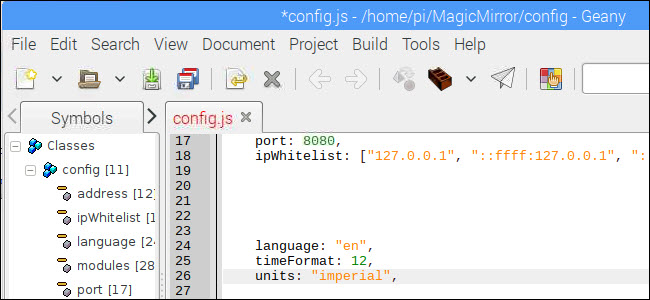 *config.js - /home/pi/MagicMirror/config - Geany
File Edit Search View Document Project Build Tools Help
Symbols
config.js
Classes
config [11]
address [12]
ipWhitelist [1
language [24
modules [28
port [17]
17 port: 8080,
18 ipWhitelist: ["127.0.0.1", "::ffff:127.0.0.1", ":
19
20
21
22
23
24 language: "en",
25 timeFormat: 12,
26 units: "imperial",
27